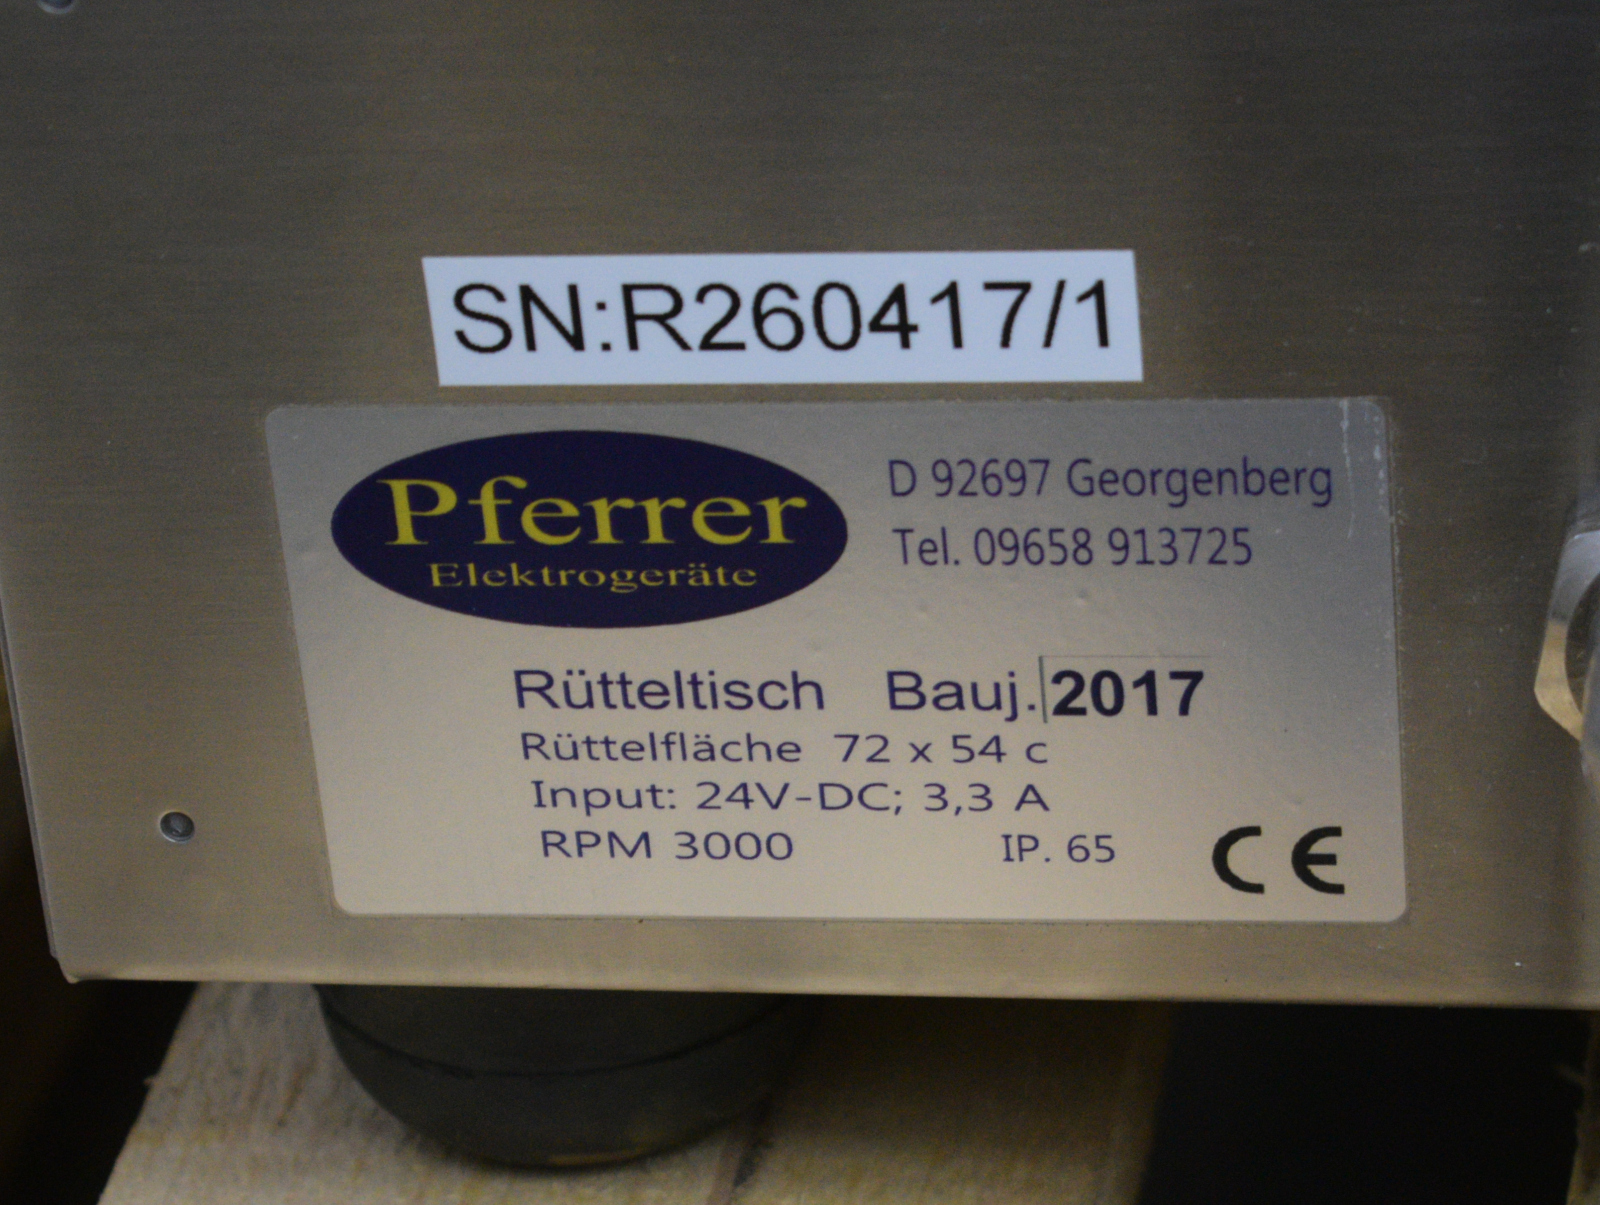 SN:R260417/1
Pferrer
Elektrogeräte
D 92697 Georgenberg
Tel. 09658 913725
Rütteltisch Bauj. 2017
Rüttelfläche 72 x 54 c
Input: 24V-DC; 3,3 A
RPM 3000 IP. 65
CE